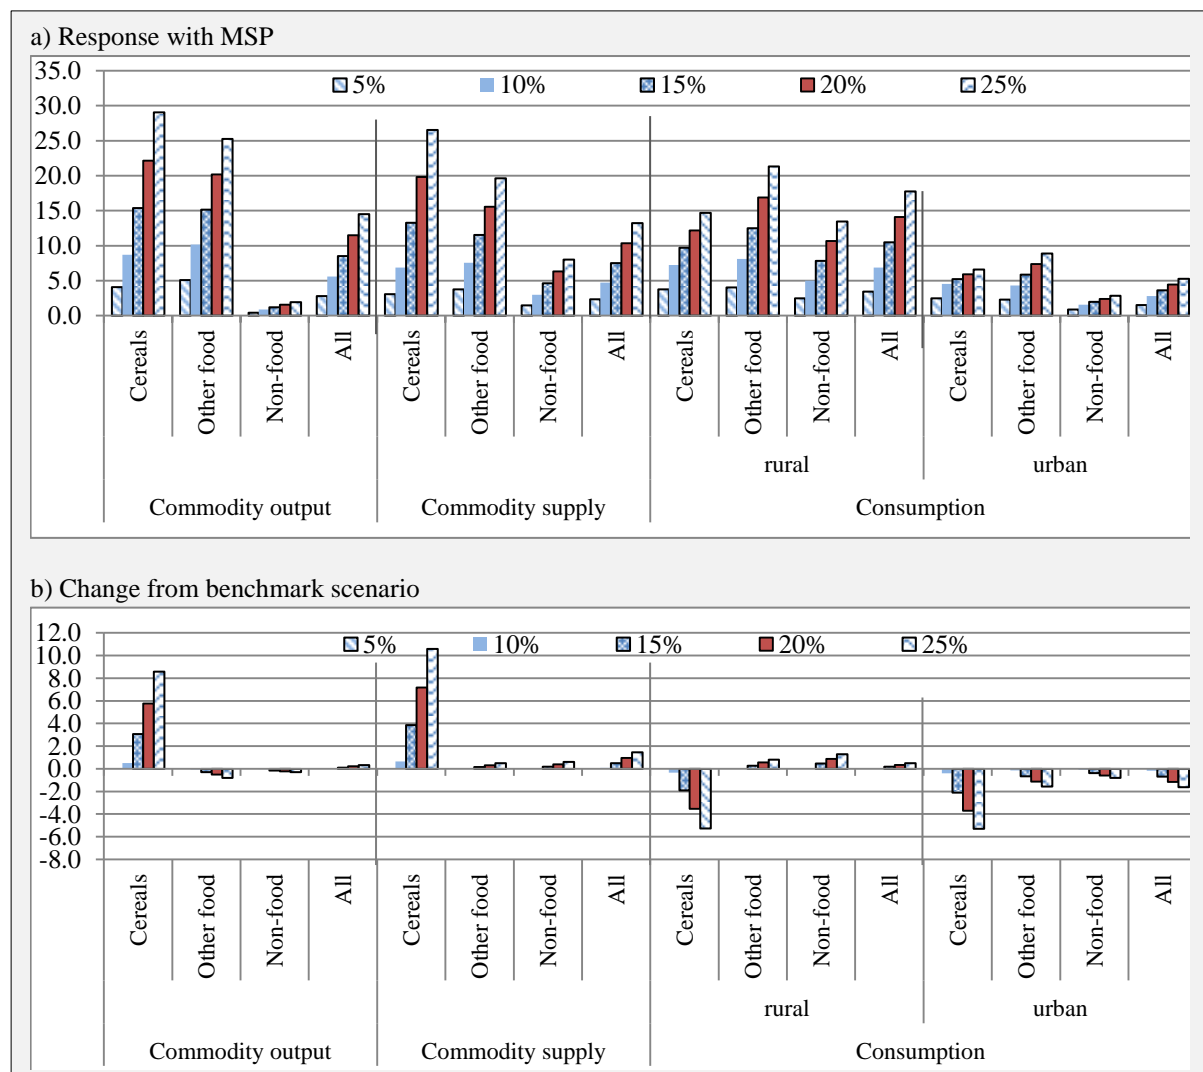 a) Response with MSP
35.0
30.0
25.0
20.0
15.0
10.0
5.0
0.0
5% 10% 15% 20% 25%
Cereals Other food Non-food All Cereals Other food Non-food All Cereals Other food Non-food All Cereals Other food Non-food All
rural urban
Commodity output Commodity supply Consumption
b) Change from benchmark scenario
12.0
10.0
8.0
6.0
4.0
2.0
0.0
-2.0
-4.0
-6.0
-8.0
5% 10% 15% 20% 25%
Cereals Other food Non-food All Cereals Other food Non-food All Cereals Other food Non-food All Cereals Other food Non-food All
rural urban
Commodity output Commodity supply Consumption